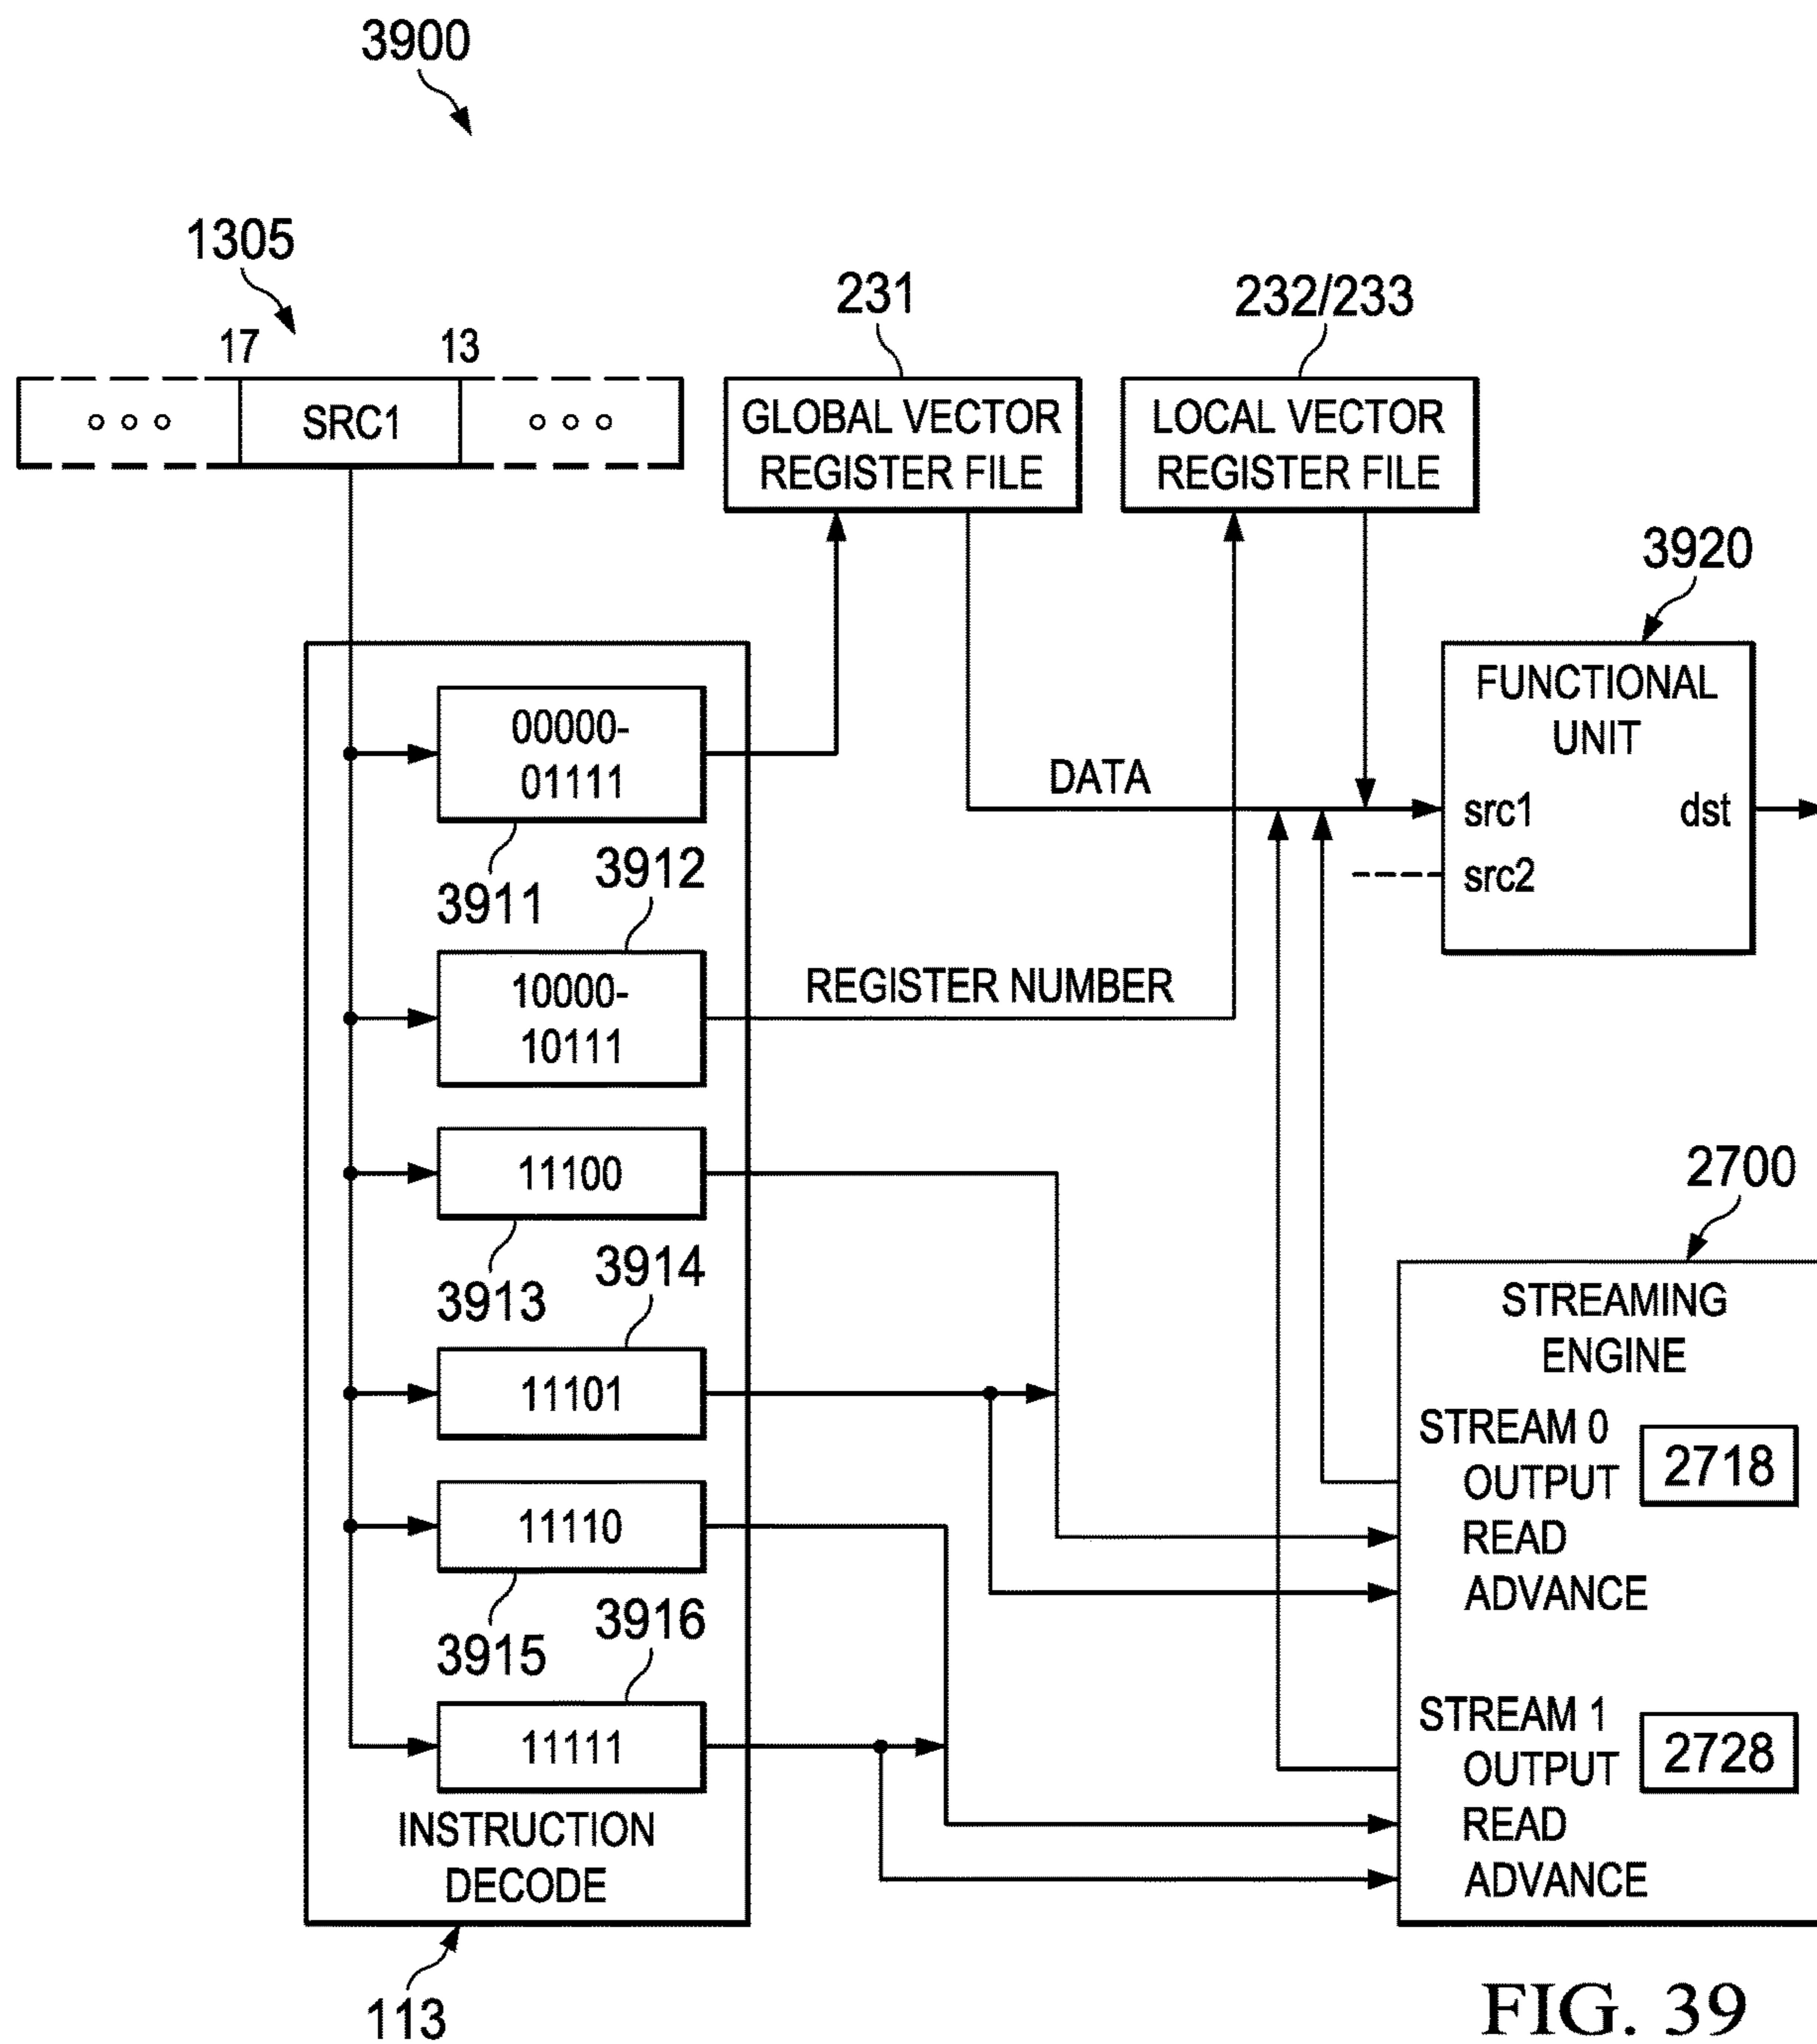 3900
1305
17
13
SRC1
231
GLOBAL VECTOR
REGISTER FILE
232/233
LOCAL VECTOR
REGISTER FILE
3920
FUNCTIONAL
UNIT
src1
dst
src2
DATA
00000-
01111
3911
3912
10000-
10111
REGISTER NUMBER
11100
3913
3914
11101
11110
3915
3916
11111
INSTRUCTION
DECODE
113
2700
STREAMING
ENGINE
STREAM 0
OUTPUT
2718
READ
ADVANCE
STREAM 1
OUTPUT
2728
READ
ADVANCE
FIG. 39